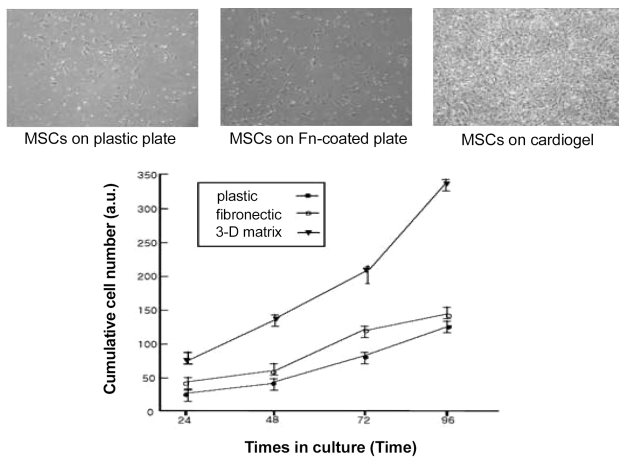 MSCs on plastic plate
MSCs on Fn-coated plate
MSCs on cardiogel
350
300
250
200
150
100
50
0
Cumulative cell number (a.u.)
plastic
fibronectic
3-D matrix
24
48
72
96
Times in culture (Time)